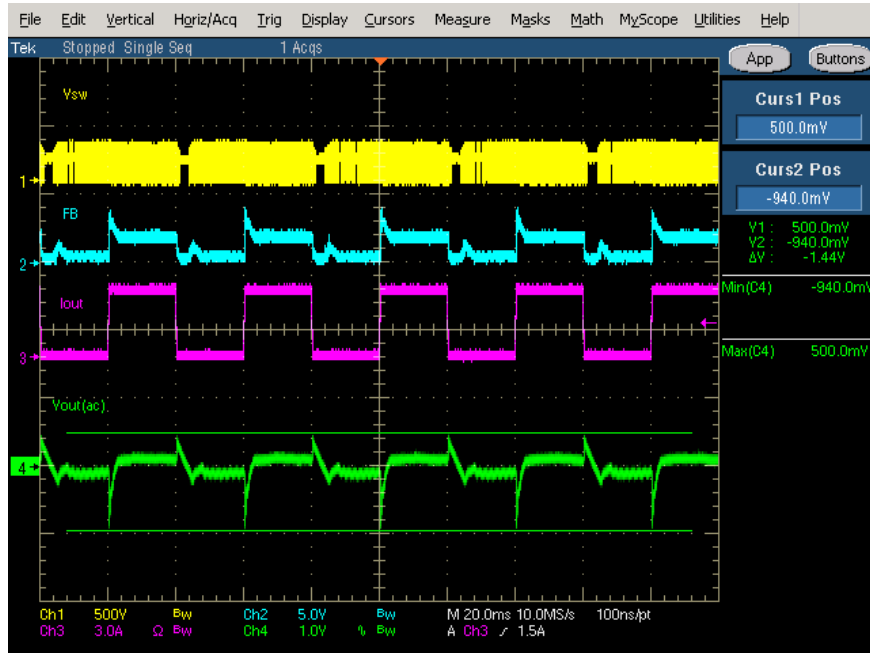 File Edit Vertical Horiz/Acq Trig Display Cursors Measure Masks Math MyScope Utilities Help
Tek Stopped Single Seq 1 Acqs
App Buttons
Vsw
Curs1 Pos
500.0mV
1
Curs2 Pos
-940.0mV
FB
V1: 500.0mV
V2: -940.0mV
ΔV: -1.44V
2
Min(C4) -940.0mV
Iout
3
Max(C4) 500.0mV
Vout(ac)
4
Ch1 500V Bw Ch2 5.0V Bw M 20.0ms 10.0MS/s 100ns/pt
Ch3 3.0A Ω Bw Ch4 1.0V Bw A Ch3 1.5A